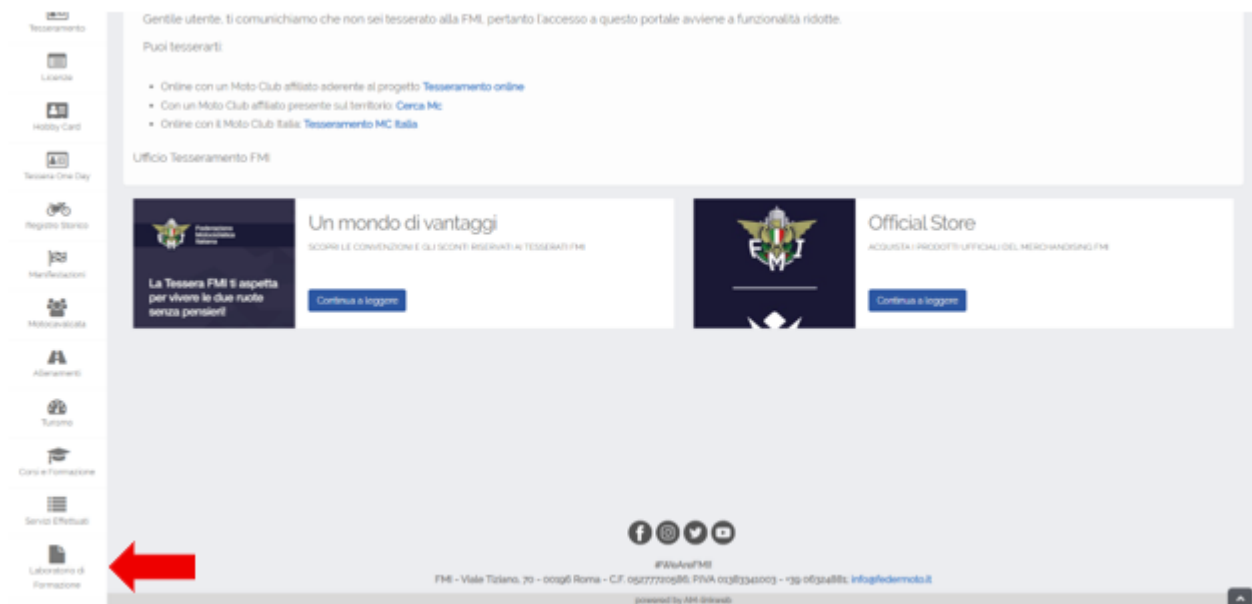 Tesseramento
Licenze
Hobby Card
Tessera One Day
Registro Storico
Manifestazioni
Motocavalcata
Allenamenti
Turismo
Corsi e Formazione
Servizi Effettuati
Laboratorio di
Formazione
Gentile utente, ti comunichiamo che non sei tesserato alla FMI, pertanto l'accesso a questo portale avviene a funzionalità ridotte.
Puoi tesserarti:
• Online con un Moto Club affiliato aderente al progetto Tesseramento online
• Con un Moto Club affiliato presente sul territorio: Cerca Mc
• Online con il Moto Club Italia: Tesseramento MC Italia
Ufficio Tesseramento FMI
Federazione
Motociclistica
Italiana
La Tessera FMI ti aspetta
per vivere le due ruote
senza pensieri!
Un mondo di vantaggi
SCOPRI LE CONVENZIONI E GLI SCONTI RISERVATI AI TESSERATI FMI
Continua a leggere
FMI
Official Store
ACQUISTA I PRODOTTI UFFICIALI DEL MERCHANDISING FMI
Continua a leggere
#WeAreFMI!
FMI - Viale Tiziano, 70 - 00196 Roma - C.F. 05277720586; P.IVA 01383341003 - +39 06324881; info@federmoto.it
powered by AM Unicweb